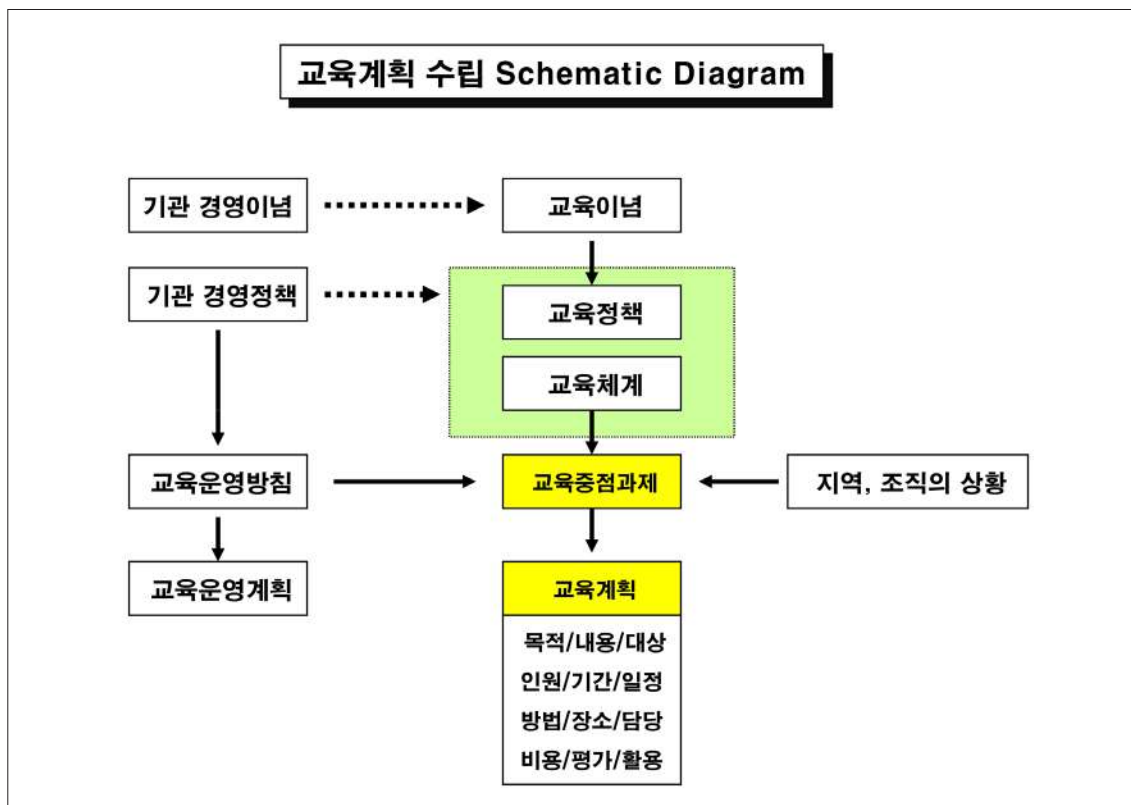 교육계획 수립 Schematic Diagram
기관 경영이념
교육이념
기관 경영정책
교육정책
교육체계
교육운영방침
교육중점과제
지역, 조직의 상황
교육운영계획
교육계획
목적/내용/대상
인원/기간/일정
방법/장소/담당
비용/평가/활용